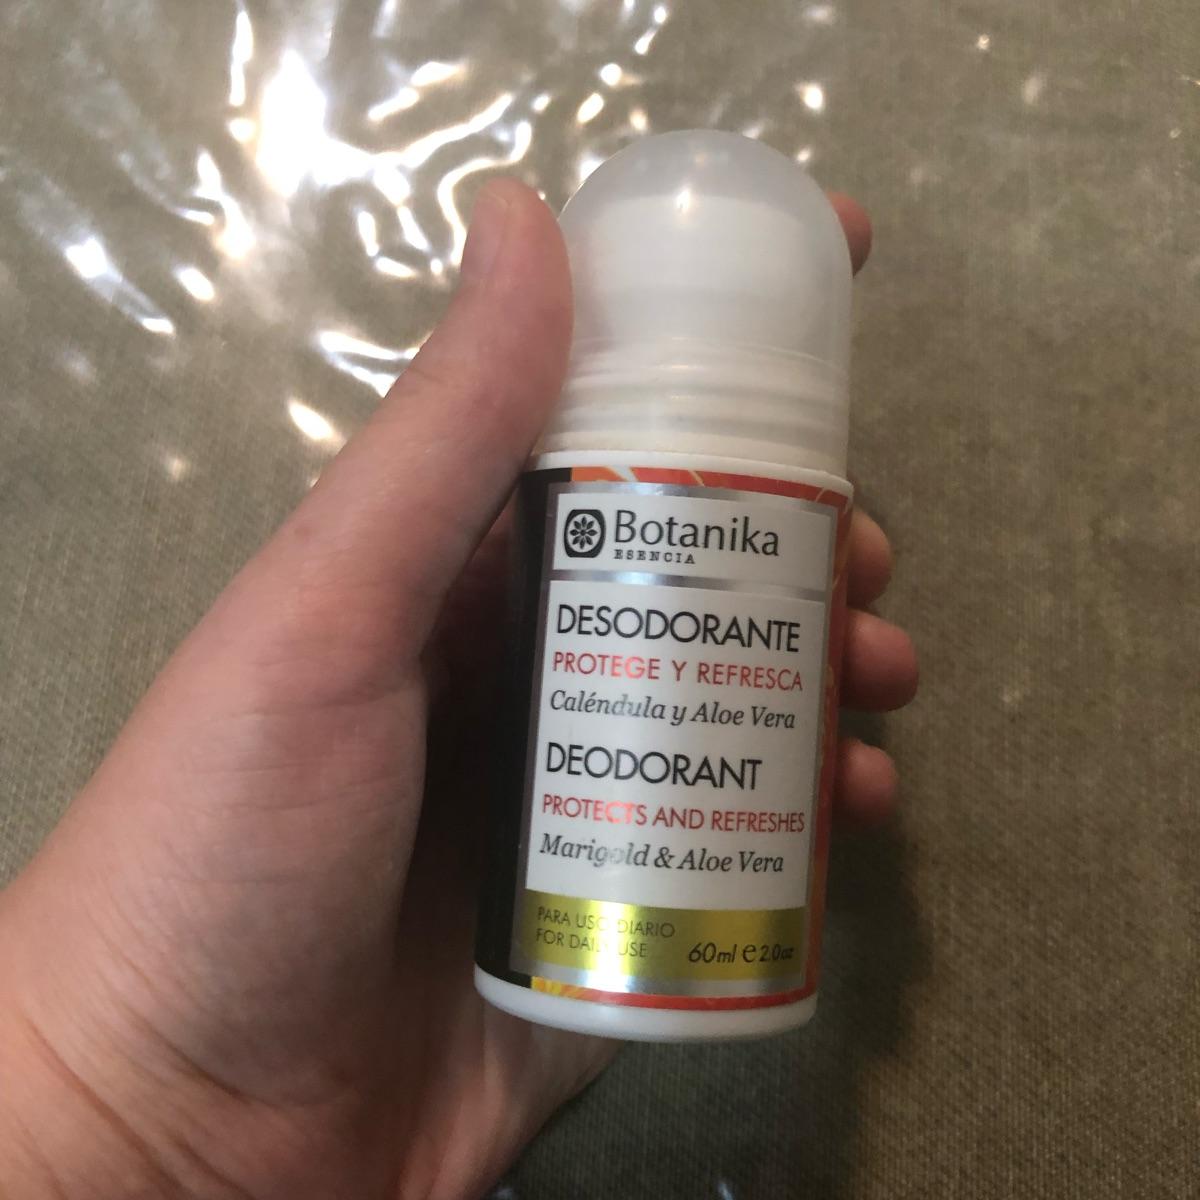 Botanika
ESENCIA
DESODORANTE
PROTEGE Y REFRESCA
Caléndula y Aloe Vera
DEODORANT
PROTECTS AND REFRESHES
Marigold & Aloe Vera
PARA USO DIARIO
FOR DAILY USE
60ml ℮ 2.0oz